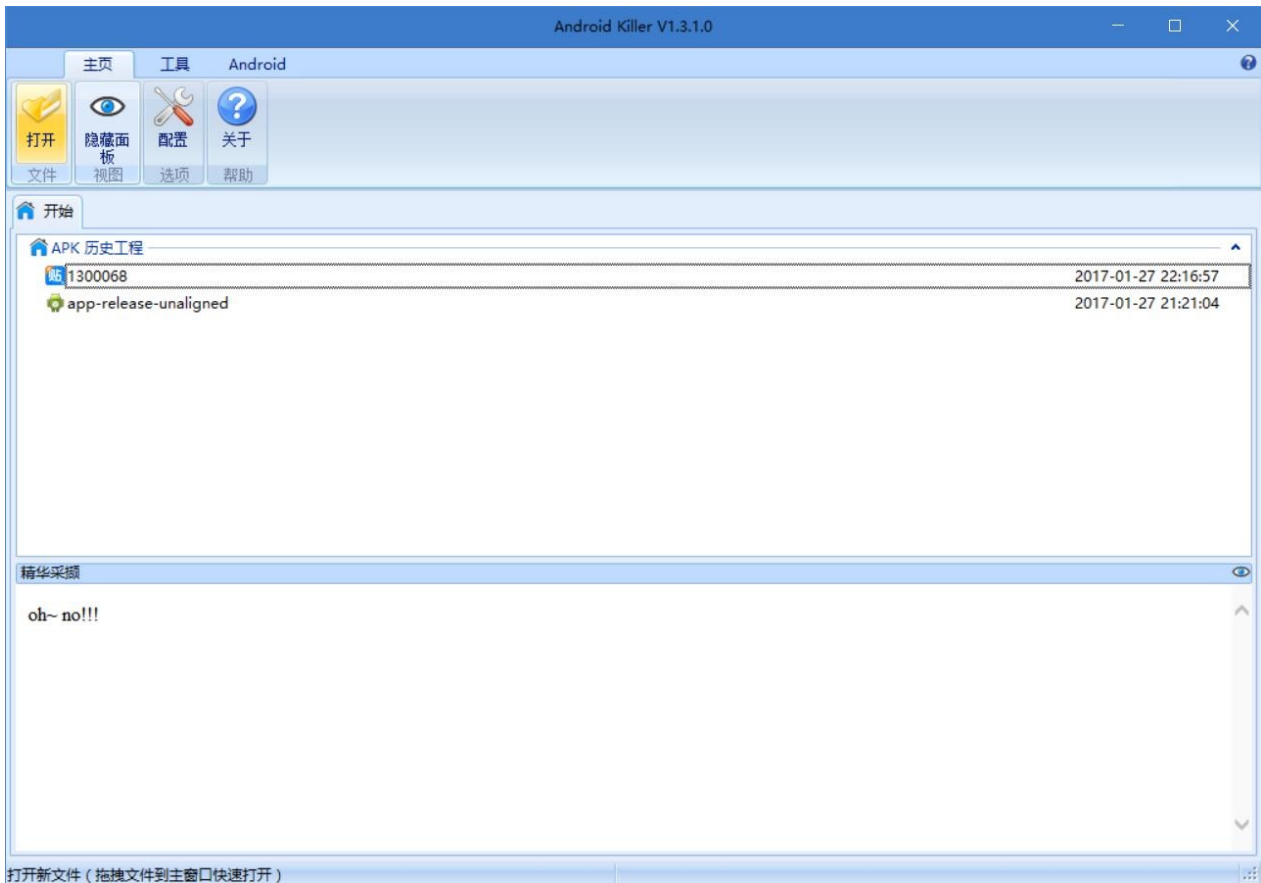 Android Killer V1.3.1.0
主页 工具 Android
打开 隐藏面板 配置 关于
文件 视图 选项 帮助
开始
APK 历史工程
贴 1300068 2017-01-27 22:16:57
app-release-unaligned 2017-01-27 21:21:04
精华采撷
oh~ no!!!
打开新文件 ( 拖拽文件到主窗口快速打开 )